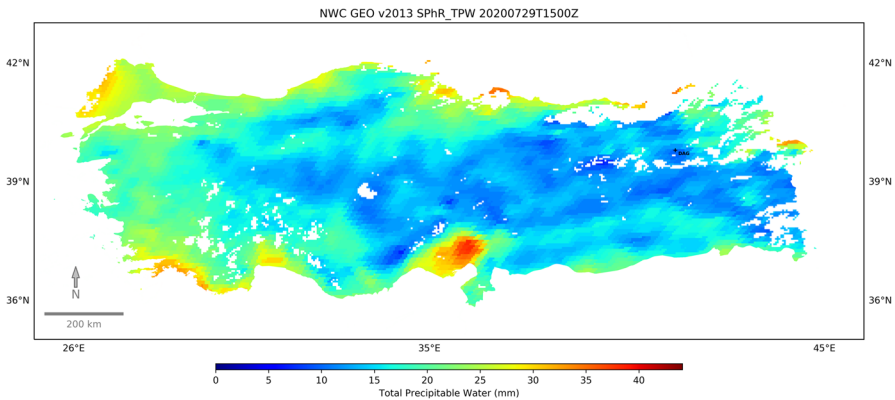 NWC GEO v2013 SPhR_TPW 20200729T1500Z
42°N 42°N
39°N 39°N
36°N 36°N
DAG
N
200 km
26°E 35°E 45°E
0 5 10 15 20 25 30 35 40
Total Precipitable Water (mm)